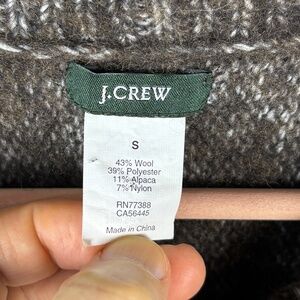 J.CREW
S
43% Wool
39% Polyester
11% Alpaca
7% Nylon
RN77388
CA56445
Made in China